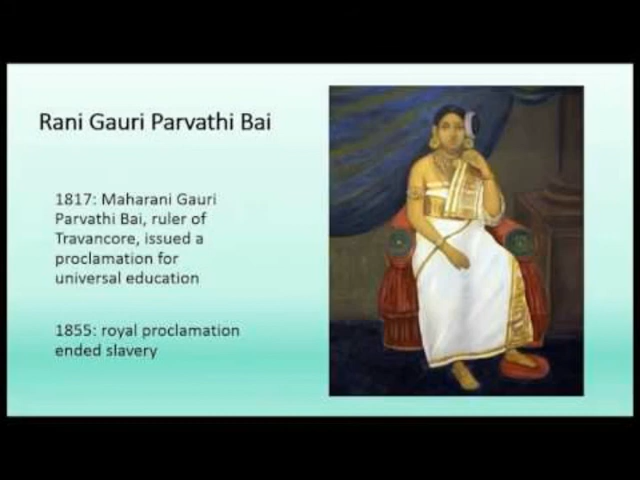 Rani Gauri Parvathi Bai
1817: Maharani Gauri
Parvathi Bai, ruler of
Travancore, issued a
proclamation for
universal education
1855: royal proclamation
ended slavery